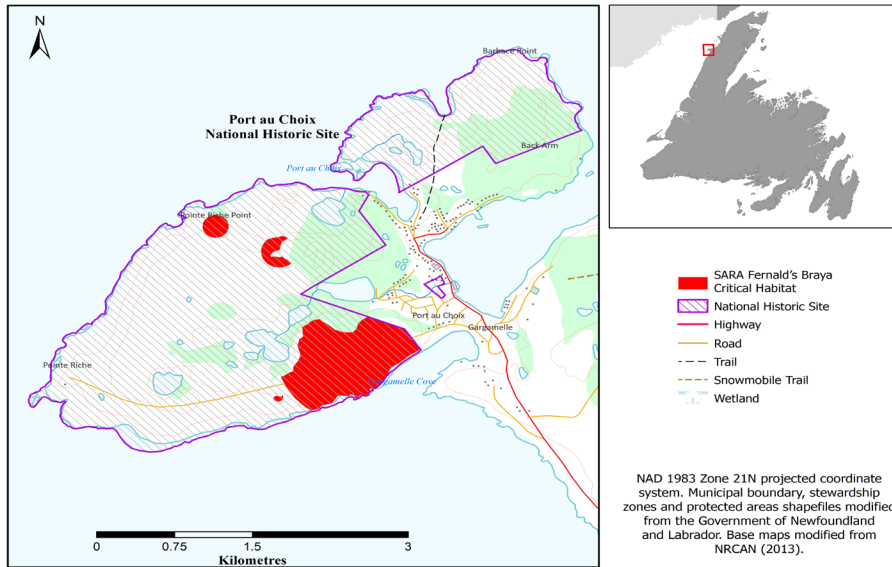 N
Barbace Point
Port au Choix
National Historic Site
Back Arm
Port au Choix
Pointe Riche Point
Port au Choix
Gargamelle
Pointe Riche
Gargamelle Cove
0 0.75 1.5 3
Kilometres
SARA Fernald's Braya
Critical Habitat
National Historic Site
Highway
Road
Trail
Snowmobile Trail
Wetland
NAD 1983 Zone 21N projected coordinate
system. Municipal boundary, stewardship
zones and protected areas shapefiles modified
from the Government of Newfoundland
and Labrador. Base maps modified from
NRCAN (2013).